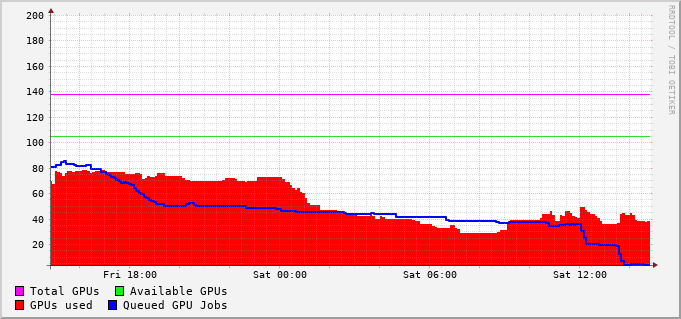 RRDTOOL / TOBI OETIKER
200
180
160
140
120
100
80
60
40
20
Fri 18:00 Sat 00:00 Sat 06:00 Sat 12:00
Total GPUs Available GPUs
GPUs used Queued GPU Jobs